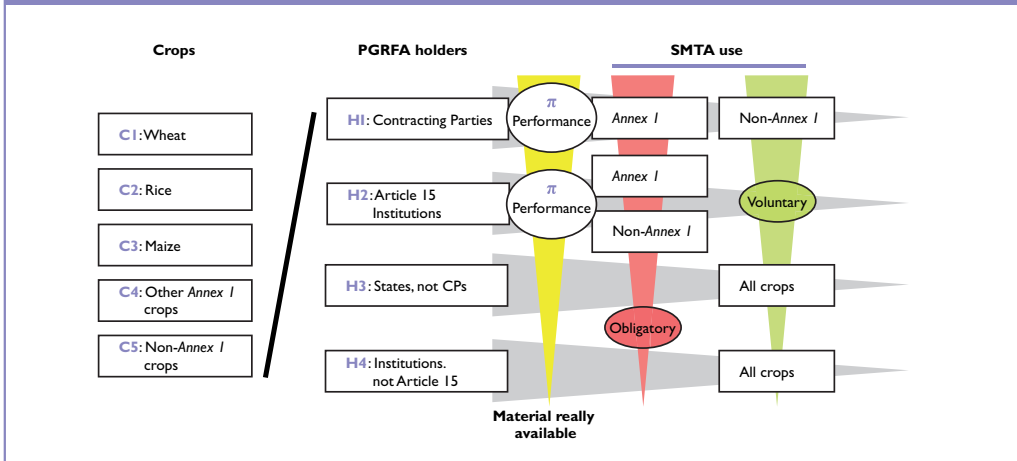 Crops
PGRFA holders
SMTA use
C1: Wheat
C2: Rice
C3: Maize
C4: Other Annex I
crops
C5: Non-Annex I
crops
H1: Contracting Parties
π
Performance
Annex I
Non-Annex I
H2: Article 15
Institutions
π
Performance
Annex I
Non-Annex I
Voluntary
H3: States, not CPs
All crops
Obligatory
H4: Institutions.
not Article 15
All crops
Material really
available